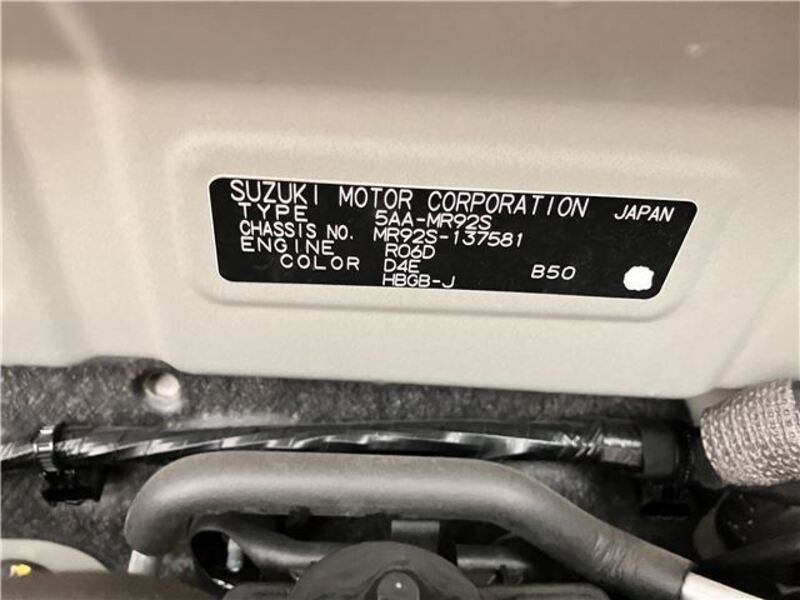 SUZUKI MOTOR CORPORATION JAPAN
TYPE 5AA-MR92S
CHASSIS NO. MR92S-137581
ENGINE R06D
COLOR D4E B50
HBGB-J